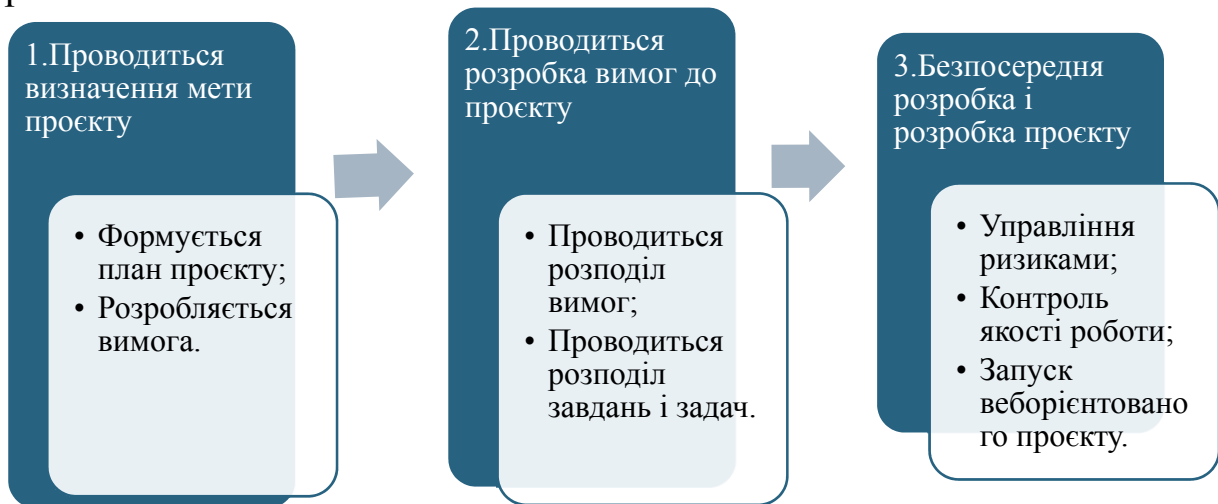 1.Проводиться
визначення мети
проєкту
• Формується
план проєкту;
• Розробляється
вимога.
2.Проводиться
розробка вимог до
проєкту
• Проводиться
розподіл
вимог;
• Проводиться
розподіл
завдань і задач.
3.Безпосередня
розробка і
розробка проєкту
• Управління
ризиками;
• Контроль
якості роботи;
• Запуск
веборієнтовано
го проєкту.